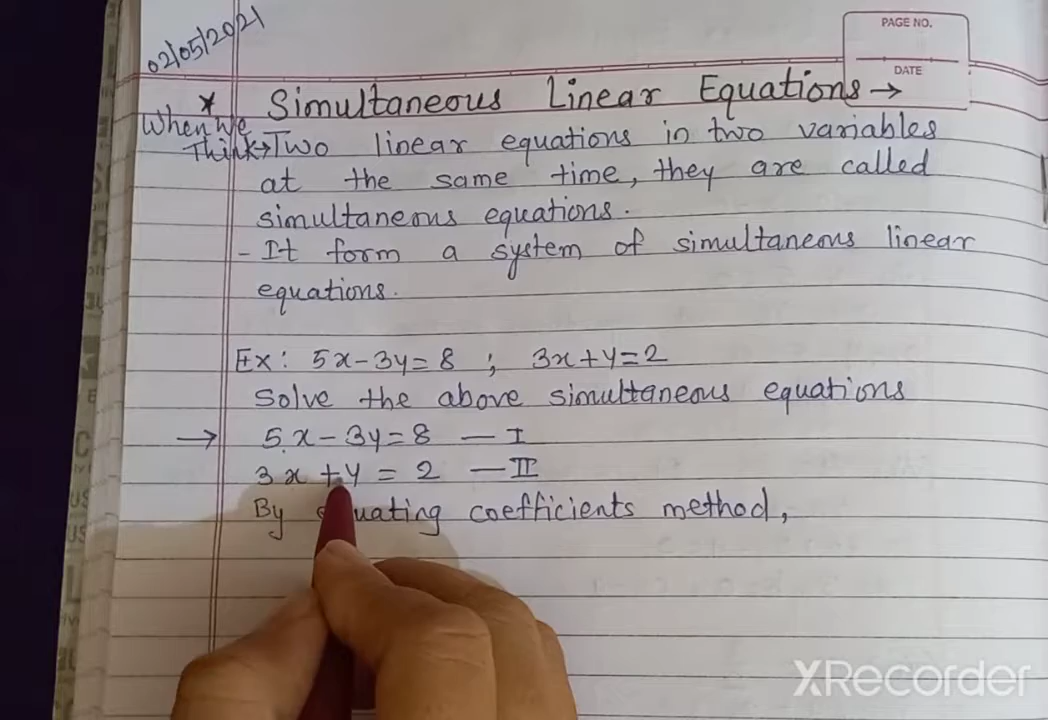 02/05/2021
PAGE NO.
DATE
* Simultaneous Linear Equations →
When we Think→Two linear equations in two variables
at the same time, they are called
simultaneous equations.
- It form a system of simultaneous linear
equations.
Ex: 5x-3y=8 ; 3x+y=2
Solve the above simultaneous equations
→ 5x-3y=8 — I
3x+y=2 — II
By equating coefficients method,
XRecorder